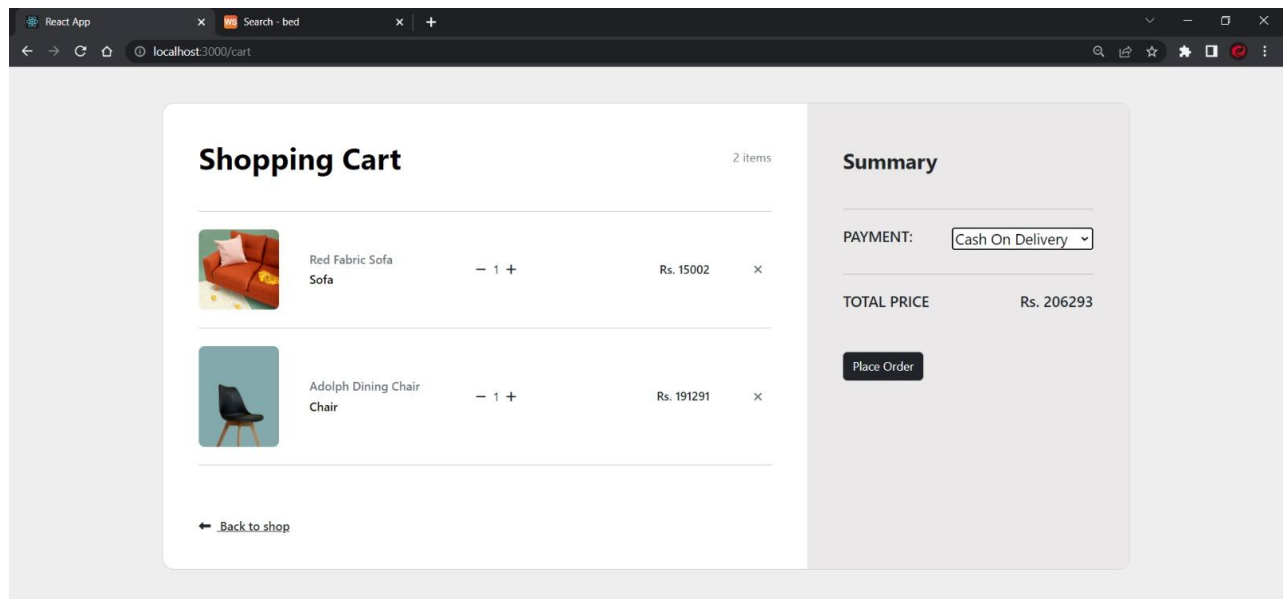 React App
WS Search - bed
localhost:3000/cart
Shopping Cart
2 items
Red Fabric Sofa
Sofa
1
Rs. 15002
Adolph Dining Chair
Chair
1
Rs. 191291
Back to shop
Summary
PAYMENT: Cash On Delivery
TOTAL PRICE Rs. 206293
Place Order